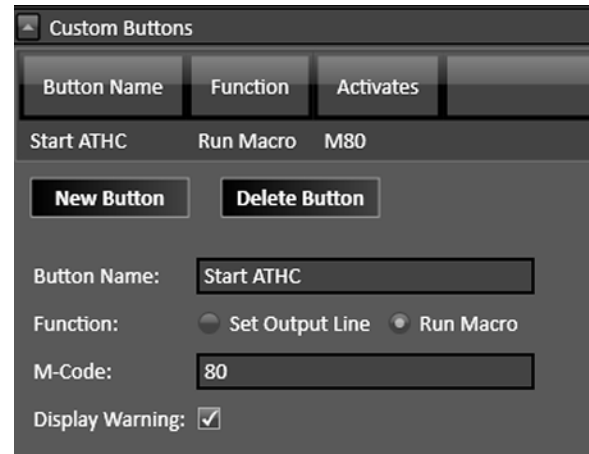 Custom Buttons
Button Name Function Activates
Start ATHC Run Macro M80
New Button Delete Button
Button Name: Start ATHC
Function: Set Output Line Run Macro
M-Code: 80
Display Warning: